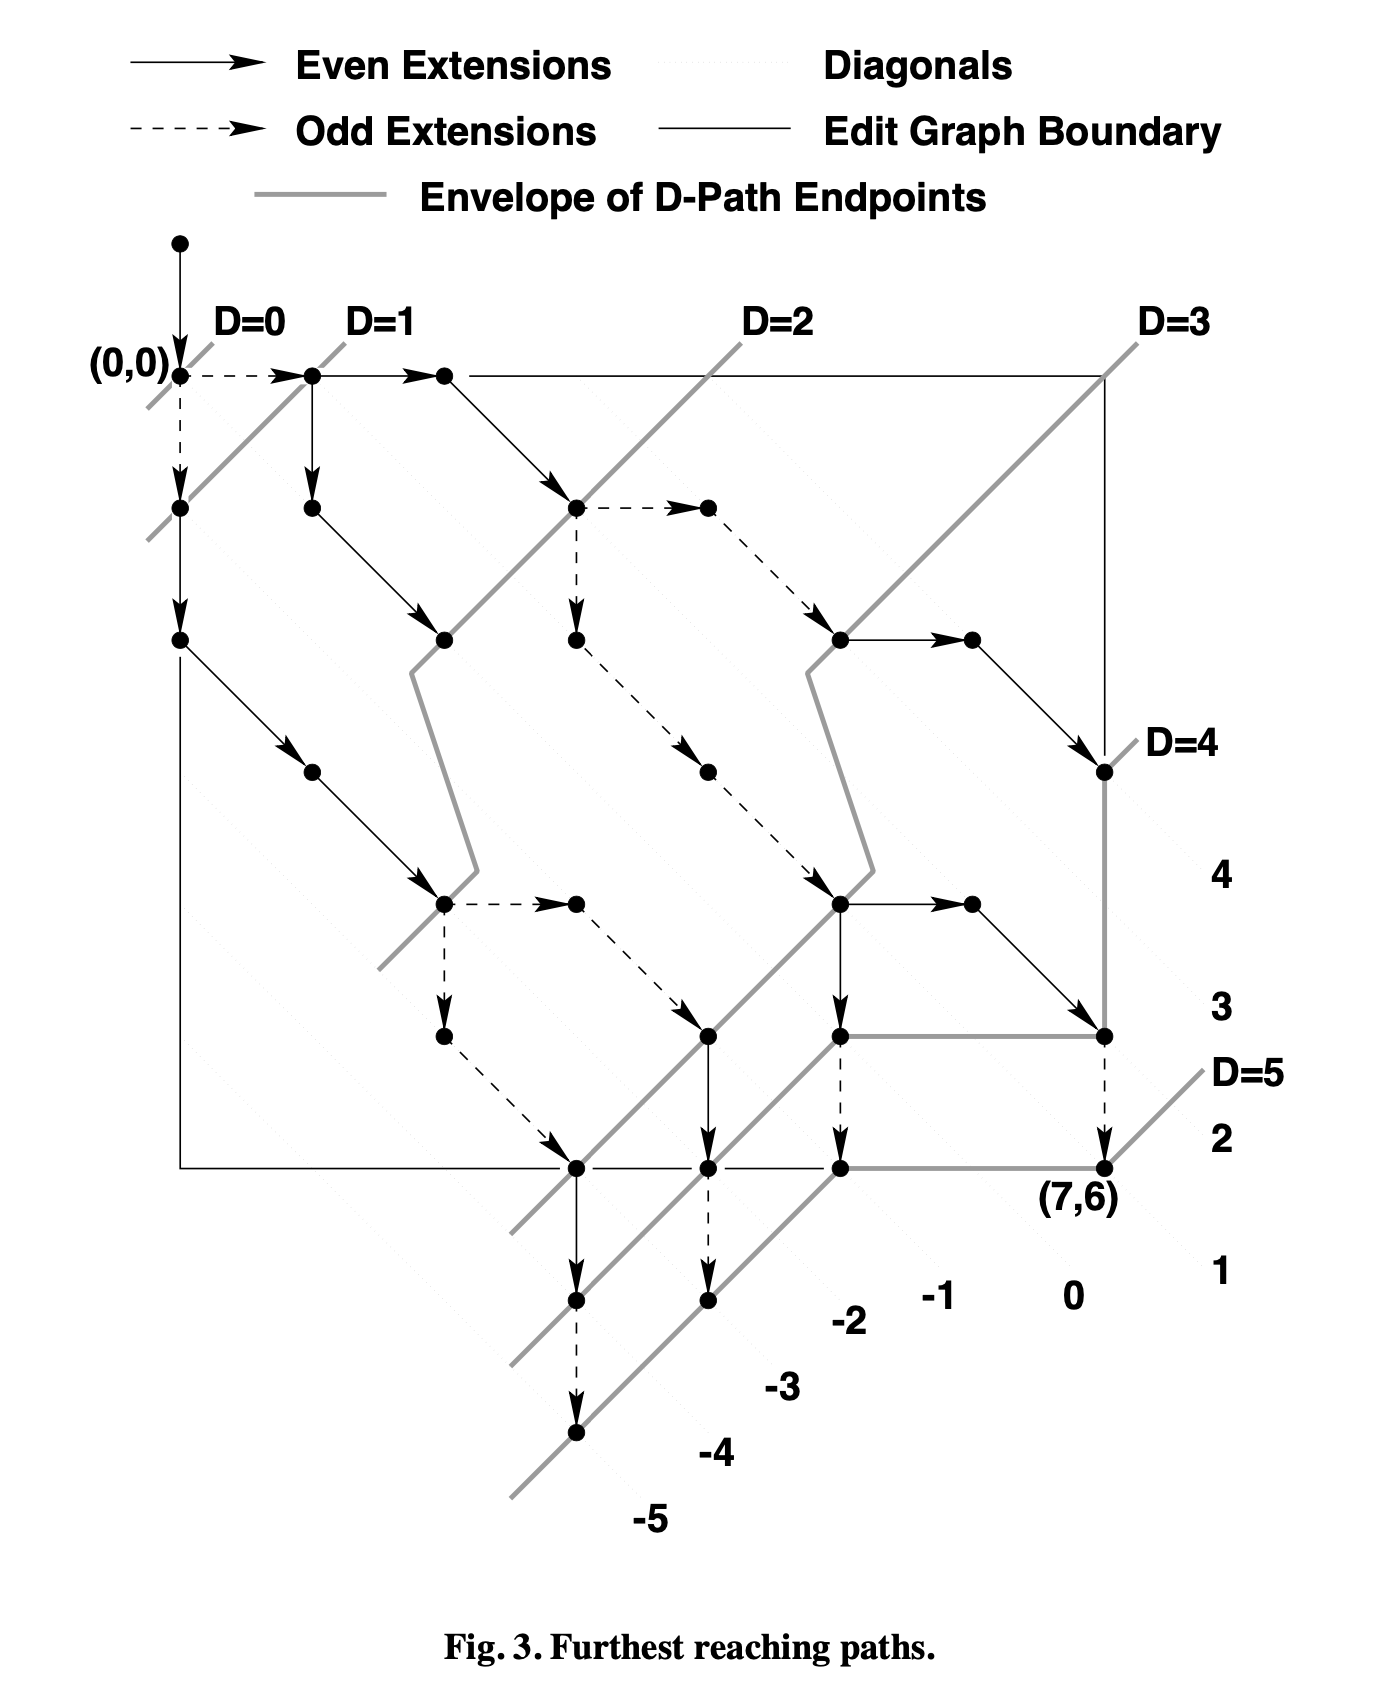 Even Extensions Diagonals
Odd Extensions Edit Graph Boundary
Envelope of D-Path Endpoints
D=0 D=1 D=2 D=3
(0,0)
D=4
4
3
D=5
2
(7,6)
1
-1 0
-2
-3
-4
-5
Fig. 3. Furthest reaching paths.